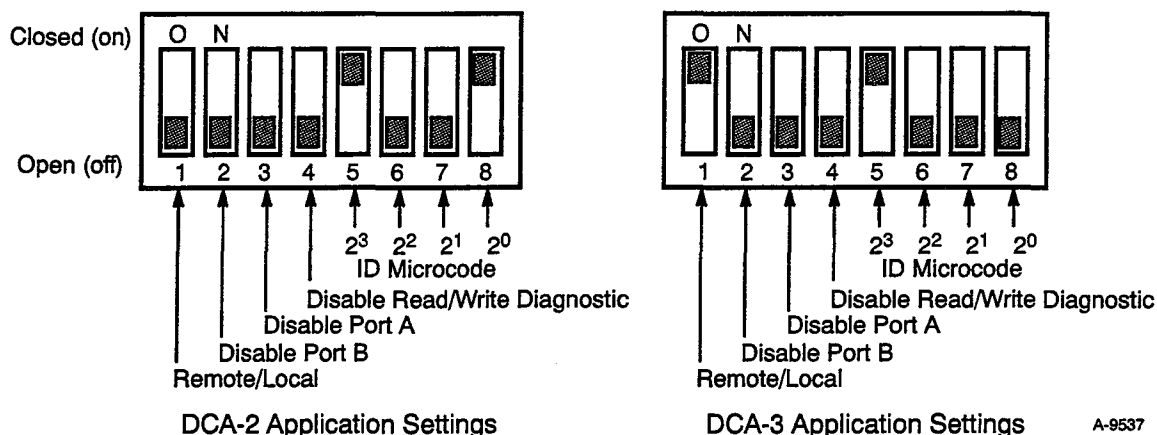 Closed (on)
O N
Open (off)
1 2 3 4 5 6 7 8
2³ 2² 2¹ 2⁰
ID Microcode
Disable Read/Write Diagnostic
Disable Port A
Disable Port B
Remote/Local
DCA-2 Application Settings
O N
1 2 3 4 5 6 7 8
2³ 2² 2¹ 2⁰
ID Microcode
Disable Read/Write Diagnostic
Disable Port A
Disable Port B
Remote/Local
DCA-3 Application Settings
A-9537